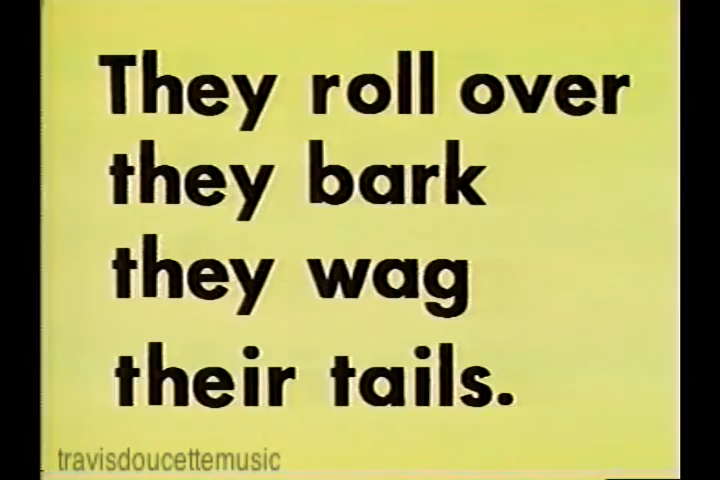 They roll over
they bark
they wag
their tails.
travisdoucettemusic